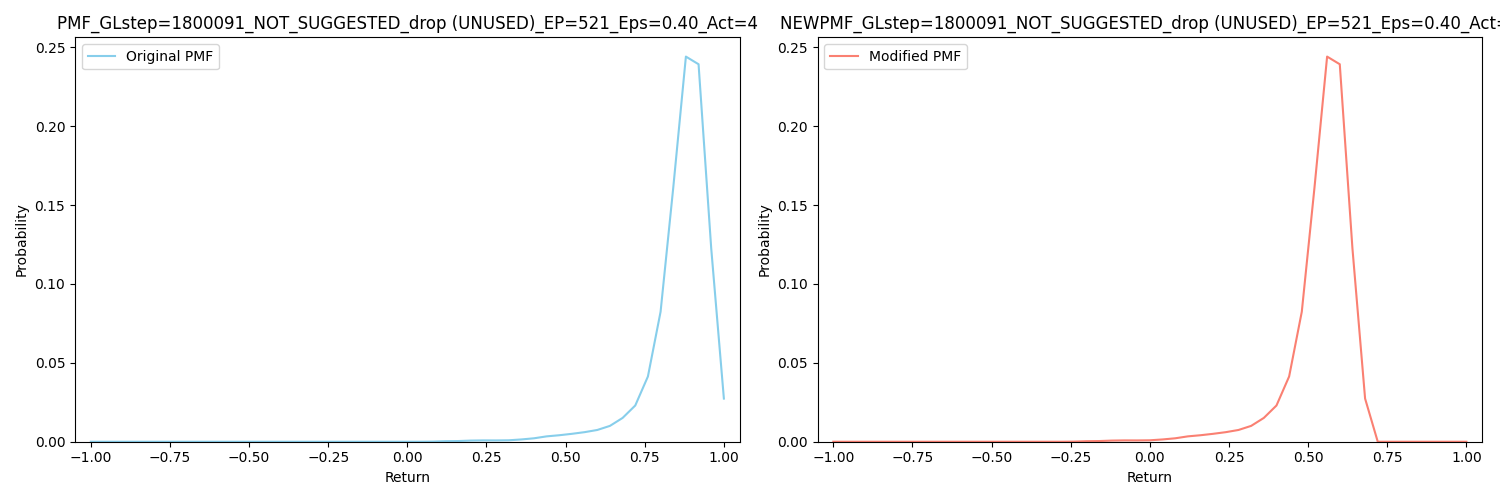 PMF_GLstep=1800091_NOT_SUGGESTED_drop (UNUSED)_EP=521_Eps=0.40_Act=4
Original PMF
0.25
0.20
0.15
0.10
0.05
0.00
Probability
−1.00 −0.75 −0.50 −0.25 0.00 0.25 0.50 0.75 1.00
Return
NEWPMF_GLstep=1800091_NOT_SUGGESTED_drop (UNUSED)_EP=521_Eps=0.40_Act=
Modified PMF
0.25
0.20
0.15
0.10
0.05
0.00
Probability
−1.00 −0.75 −0.50 −0.25 0.00 0.25 0.50 0.75 1.00
Return